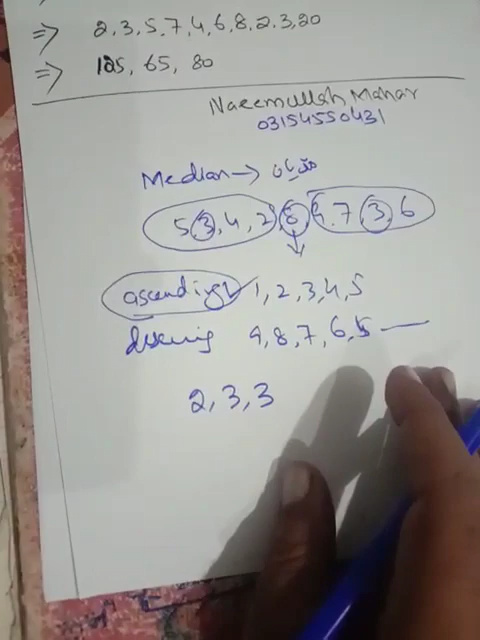 => 2,3,5,7,4,6,8,2,3,20
=> 125, 65, 80
Naeemullah Mahar
03154550431
Median →
5 3,4,2, 8, 9,7,3,6
ascending 1,2,3,4,5
9,8,7,6,5 —
2,3,3